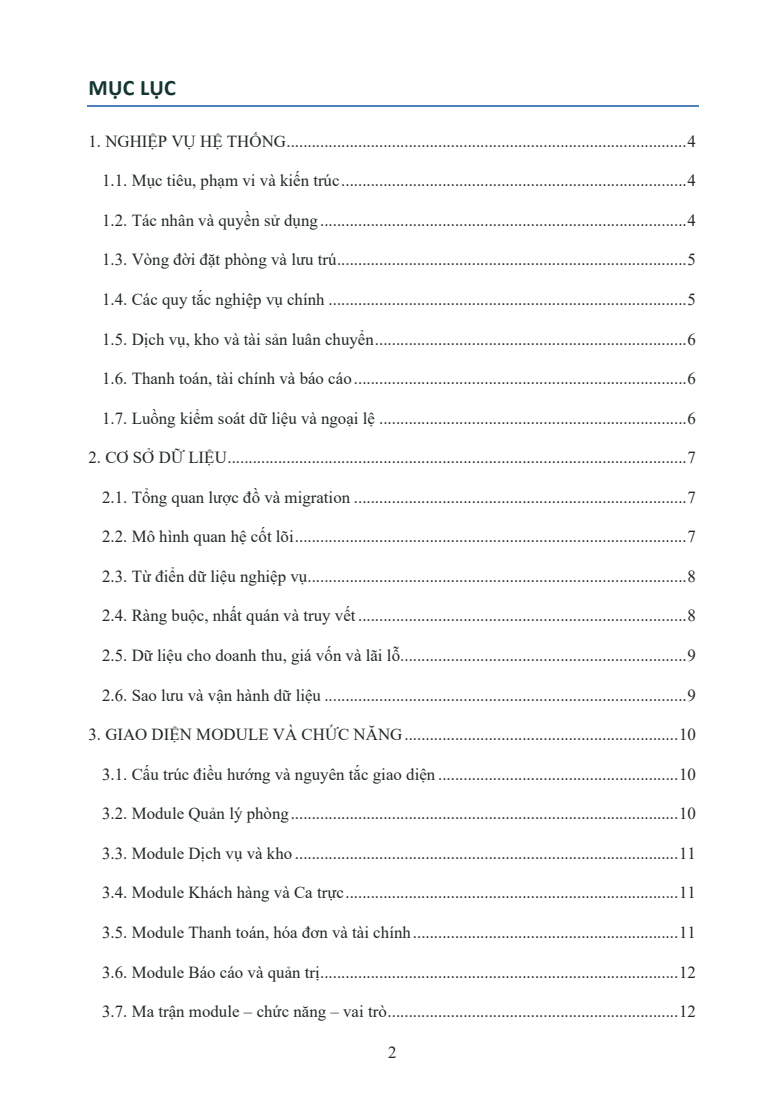 MỤC LỤC
1. NGHIỆP VỤ HỆ THỐNG....................4
1.1. Mục tiêu, phạm vi và kiến trúc....................4
1.2. Tác nhân và quyền sử dụng....................4
1.3. Vòng đời đặt phòng và lưu trú....................5
1.4. Các quy tắc nghiệp vụ chính....................5
1.5. Dịch vụ, kho và tài sản luân chuyển....................6
1.6. Thanh toán, tài chính và báo cáo....................6
1.7. Luồng kiểm soát dữ liệu và ngoại lệ....................6
2. CƠ SỞ DỮ LIỆU....................7
2.1. Tổng quan lược đồ và migration....................7
2.2. Mô hình quan hệ cốt lõi....................7
2.3. Từ điển dữ liệu nghiệp vụ....................8
2.4. Ràng buộc, nhất quán và truy vết....................8
2.5. Dữ liệu cho doanh thu, giá vốn và lãi lỗ....................9
2.6. Sao lưu và vận hành dữ liệu....................9
3. GIAO DIỆN MODULE VÀ CHỨC NĂNG....................10
3.1. Cấu trúc điều hướng và nguyên tắc giao diện....................10
3.2. Module Quản lý phòng....................10
3.3. Module Dịch vụ và kho....................11
3.4. Module Khách hàng và Ca trực....................11
3.5. Module Thanh toán, hóa đơn và tài chính....................11
3.6. Module Báo cáo và quản trị....................12
3.7. Ma trận module – chức năng – vai trò....................12
2